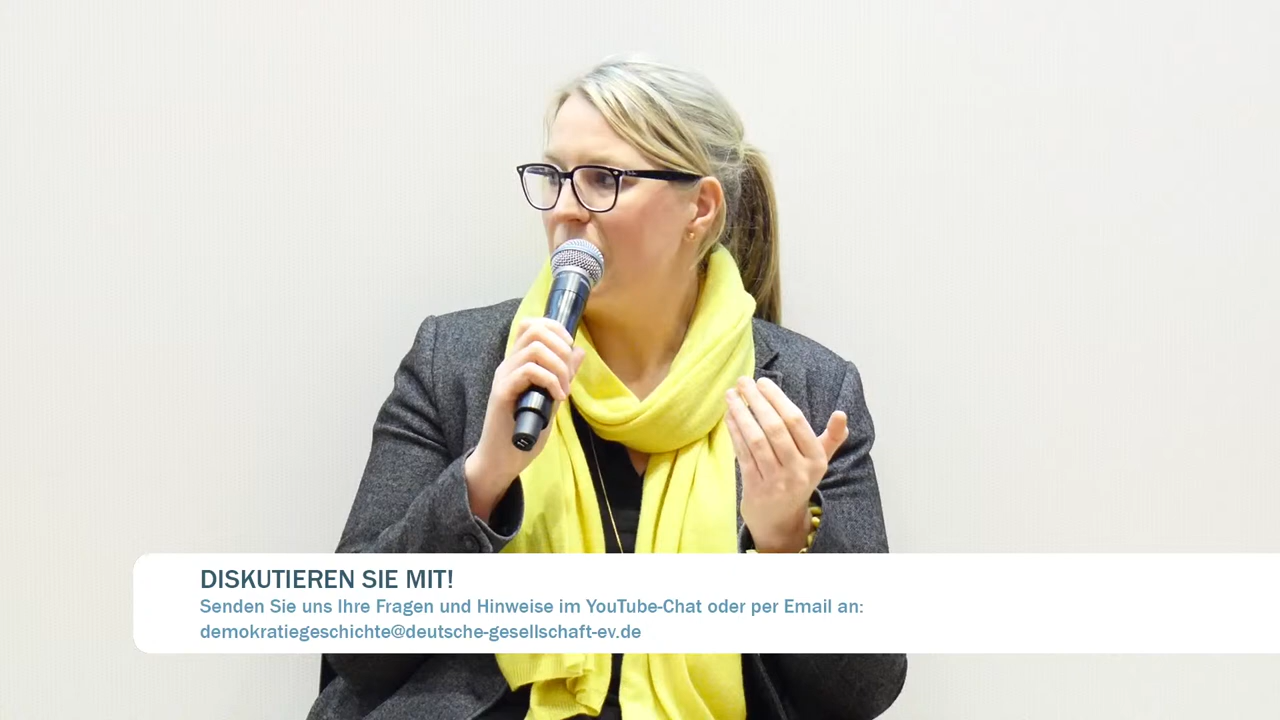 DISKUTIEREN SIE MIT!
Senden Sie uns Ihre Fragen und Hinweise im YouTube-Chat oder per Email an:
demokratiegeschichte@deutsche-gesellschaft-ev.de